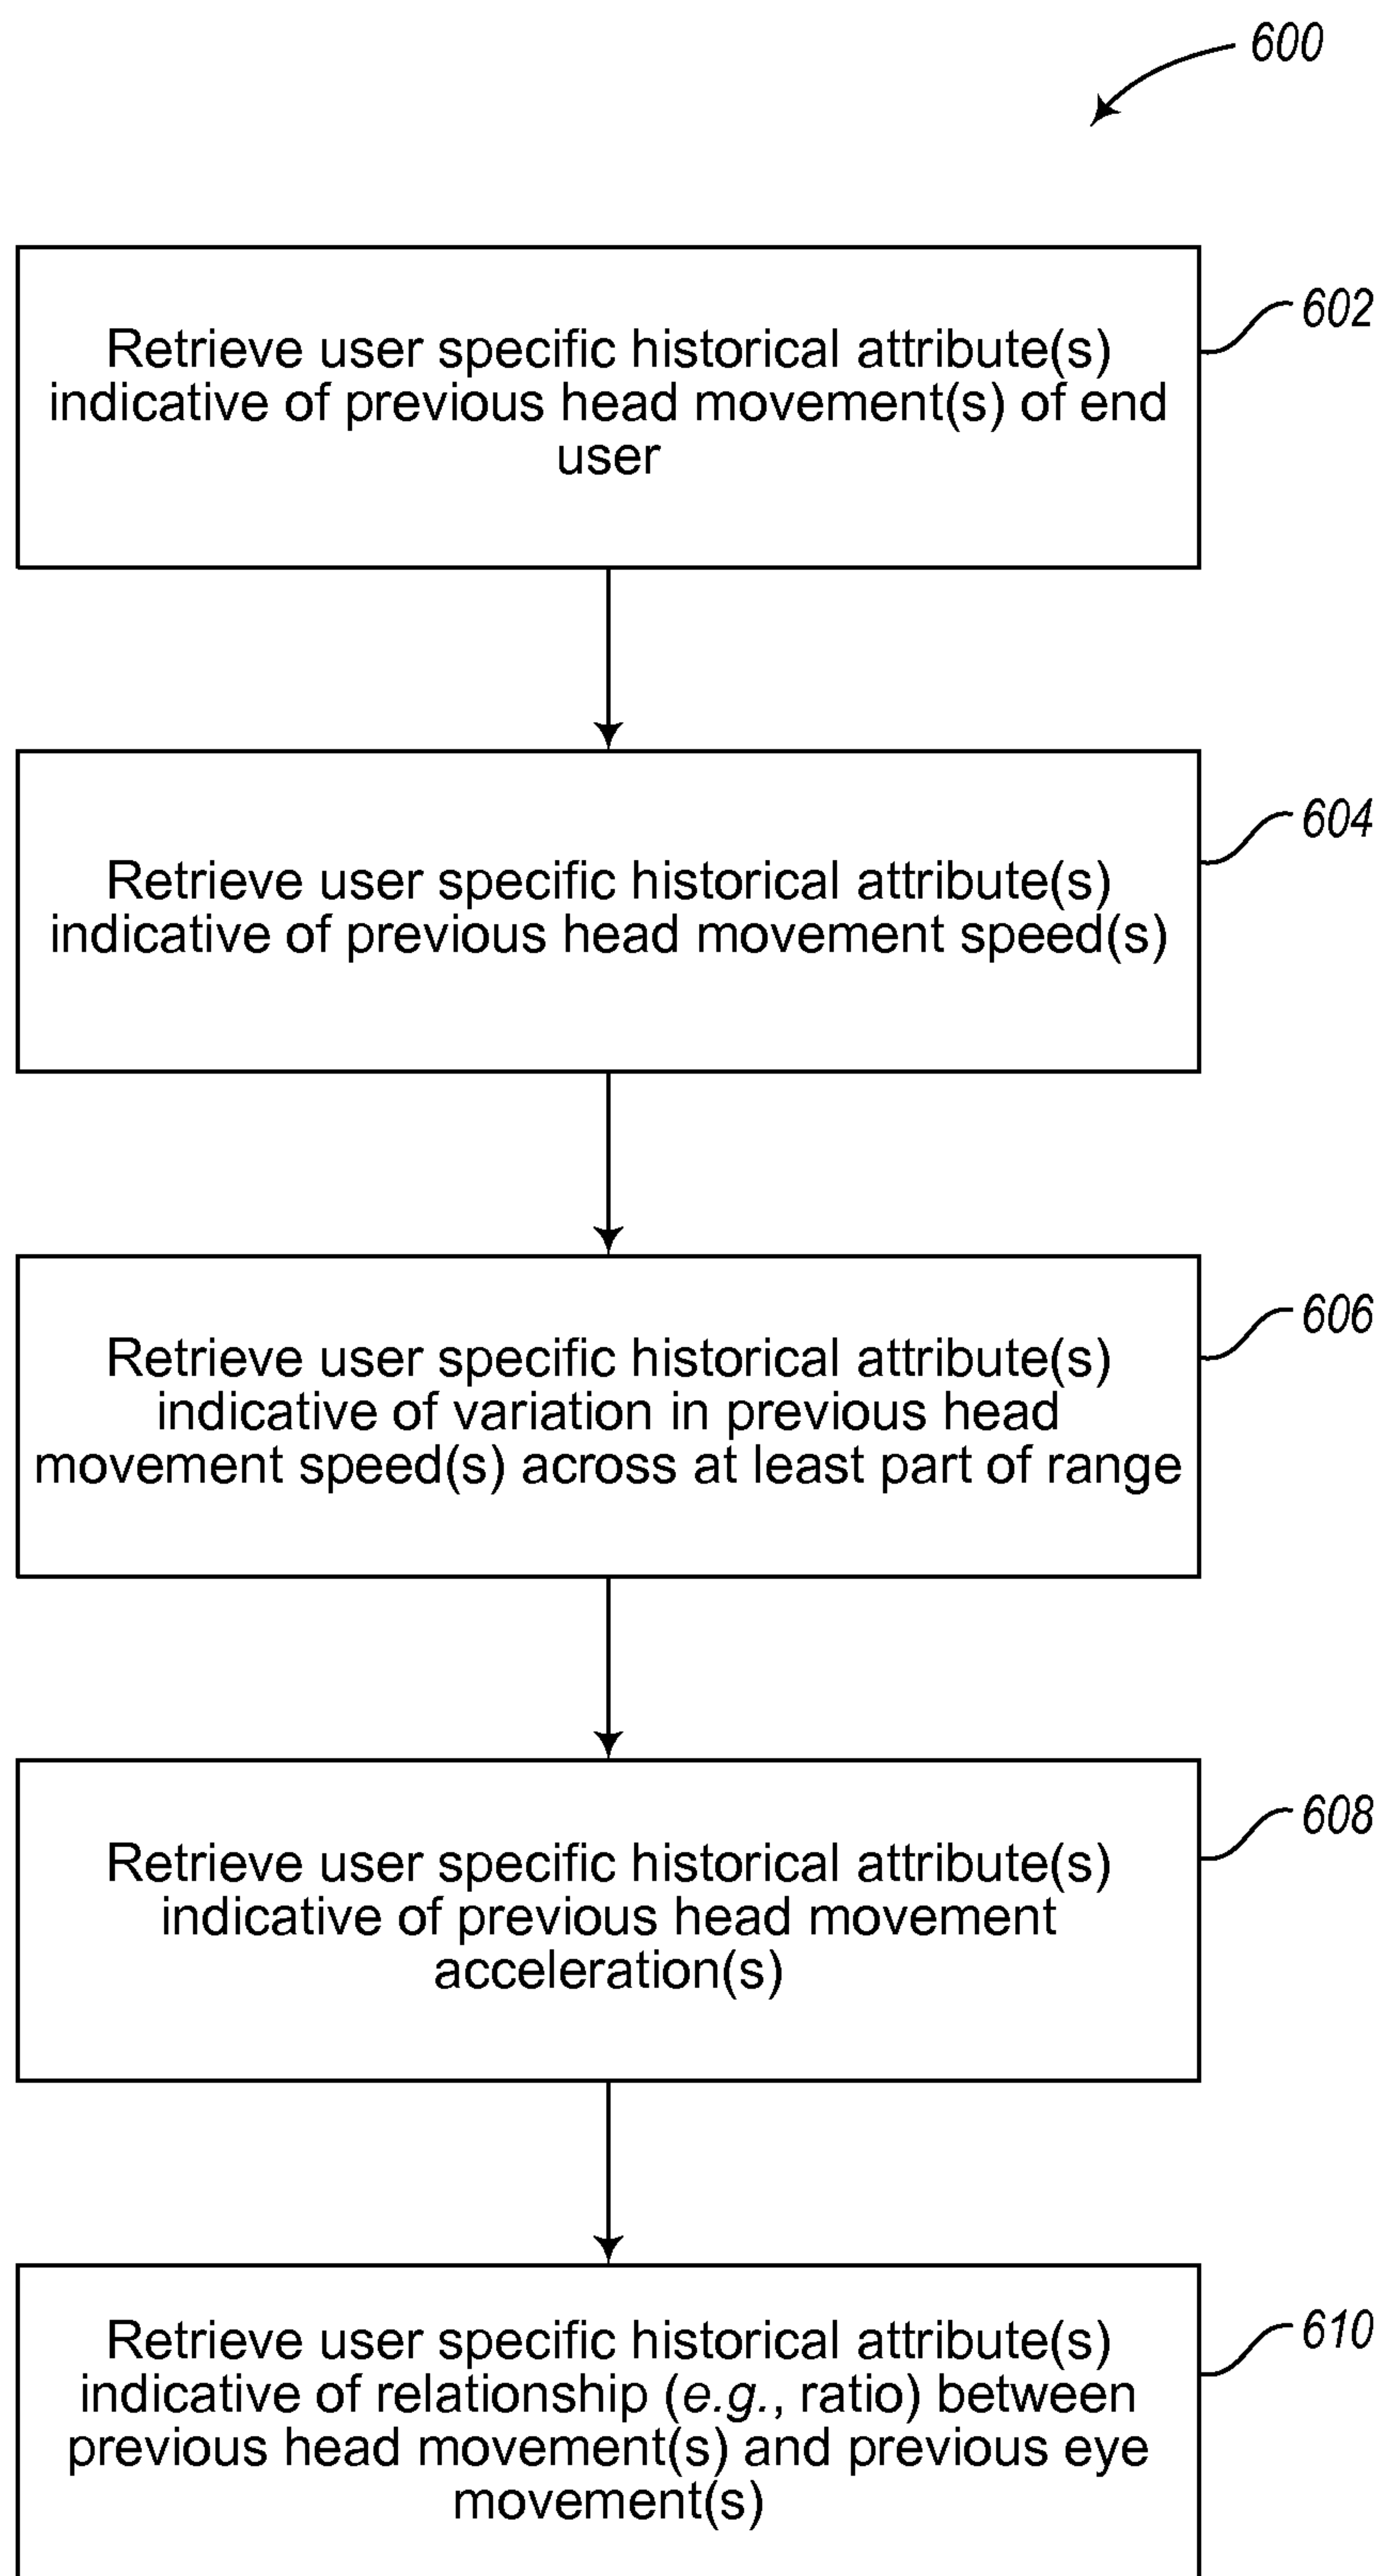 600
Retrieve user specific historical attribute(s)
indicative of previous head movement(s) of end
user
602
Retrieve user specific historical attribute(s)
indicative of previous head movement speed(s)
604
Retrieve user specific historical attribute(s)
indicative of variation in previous head
movement speed(s) across at least part of range
606
Retrieve user specific historical attribute(s)
indicative of previous head movement
acceleration(s)
608
Retrieve user specific historical attribute(s)
indicative of relationship (e.g., ratio) between
previous head movement(s) and previous eye
movement(s)
610